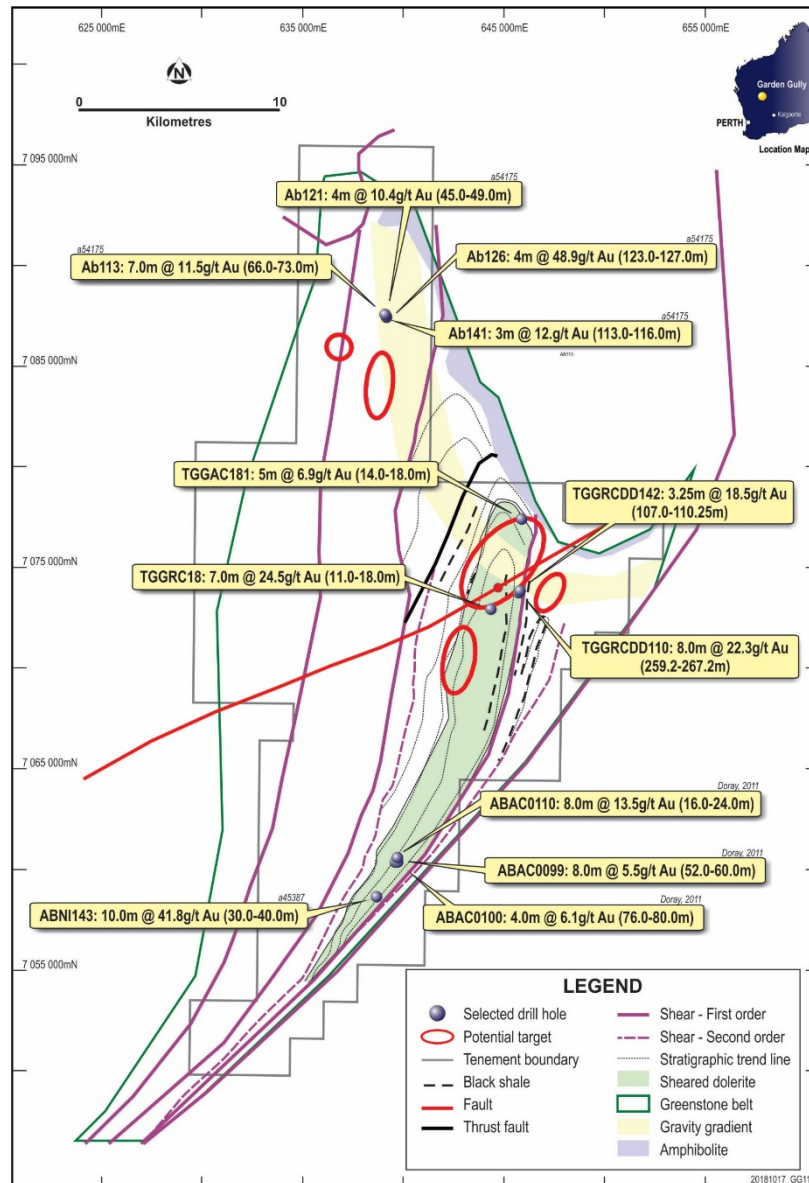 625 000mE
635 000mE
645 000mE
655 000mE
N
0
10
Kilometres
Garden Gully
Kalgoorlie
PERTH
Location Map
7 095 000mN
a54175
Ab121: 4m @ 10.4g/t Au (45.0-49.0m)
a54175
Ab113: 7.0m @ 11.5g/t Au (66.0-73.0m)
a54175
Ab126: 4m @ 48.9g/t Au (123.0-127.0m)
a54175
Ab141: 3m @ 12.g/t Au (113.0-116.0m)
Ab113
7 085 000mN
TGGAC181: 5m @ 6.9g/t Au (14.0-18.0m)
TGGRCDD142: 3.25m @ 18.5g/t Au
(107.0-110.25m)
7 075 000mN
TGGRC18: 7.0m @ 24.5g/t Au (11.0-18.0m)
TGGRCDD110: 8.0m @ 22.3g/t Au
(259.2-267.2m)
7 065 000mN
Doray, 2011
ABAC0110: 8.0m @ 13.5g/t Au (16.0-24.0m)
Doray, 2011
ABAC0099: 8.0m @ 5.5g/t Au (52.0-60.0m)
a45387
ABNI143: 10.0m @ 41.8g/t Au (30.0-40.0m)
Doray, 2011
ABAC0100: 4.0m @ 6.1g/t Au (76.0-80.0m)
7 055 000mN
LEGEND
Selected drill hole
Potential target
Tenement boundary
Black shale
Fault
Thrust fault
Shear - First order
Shear - Second order
Stratigraphic trend line
Sheared dolerite
Greenstone belt
Gravity gradient
Amphibolite